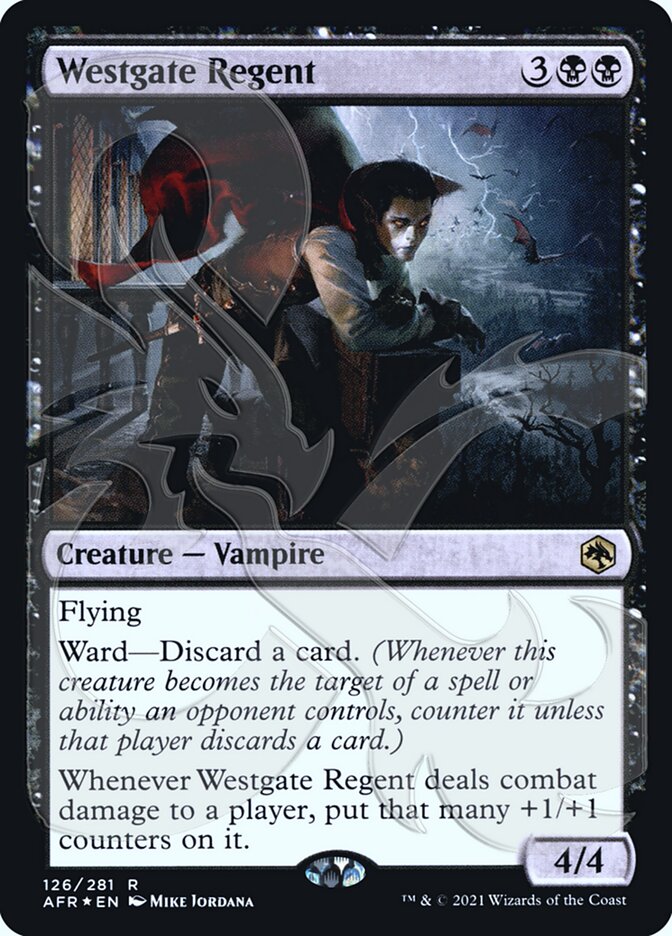 Westgate Regent 3
Creature — Vampire
Flying
Ward—Discard a card. (Whenever this
creature becomes the target of a spell or
ability an opponent controls, counter it unless
that player discards a card.)
Whenever Westgate Regent deals combat
damage to a player, put that many +1/+1
counters on it.
4/4
126/281 R
AFR★EN Mike Jordana
™ & © 2021 Wizards of the Coast